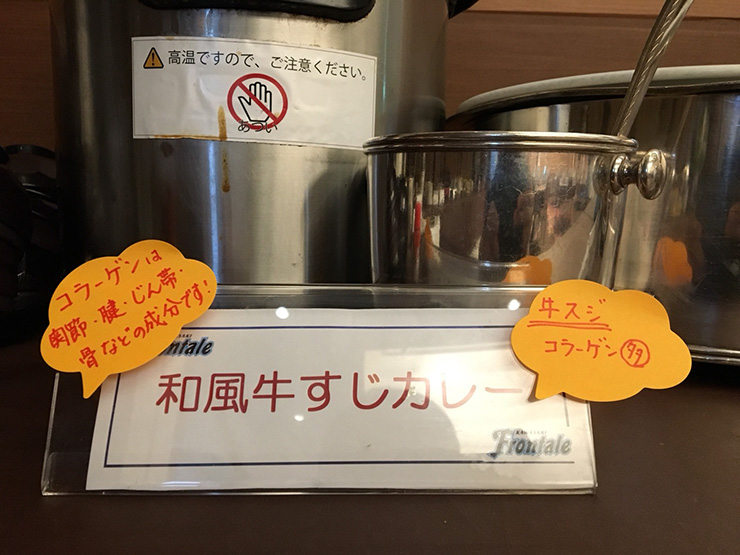 高温ですので、ご注意ください。
あつい
コラーゲンは
関節・腱・じん帯・
骨などの成分です!
ntale
和風牛すじカレー
牛スジ
コラーゲン 多
KAWASAKI
Frontale